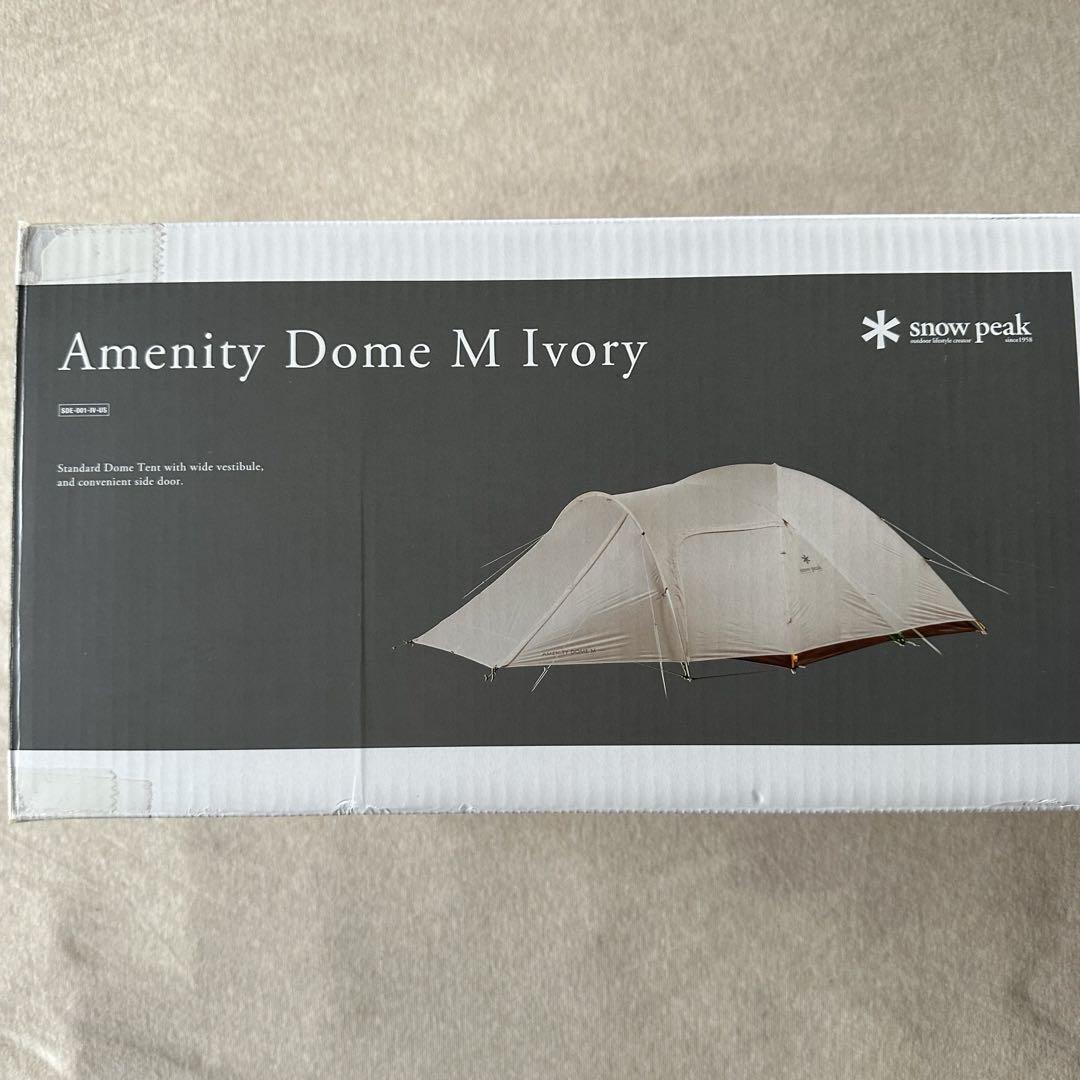 Amenity Dome M Ivory
snow peak
outdoor lifestyle creator since1958
SDE-001-IV-US
Standard Dome Tent with wide vestibule,
and convenient side door.
snow peak
AMENITY DOME M